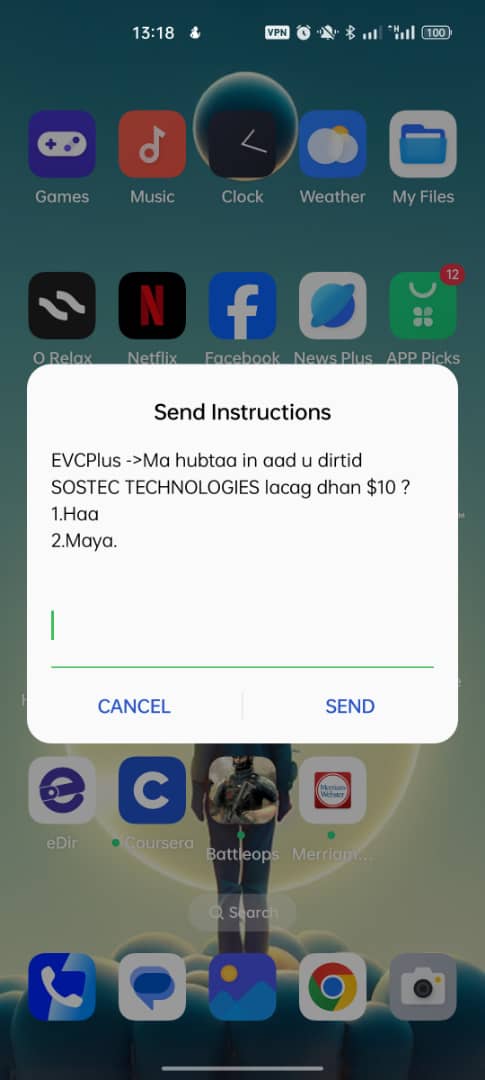 13:18
VPN
100
Games Music Clock Weather My Files
12
O Relax Netflix Facebook News Plus APP Picks
Send Instructions
EVCPlus ->Ma hubtaa in aad u dirtid
SOSTEC TECHNOLOGIES lacag dhan $10 ?
1.Haa
2.Maya.
CANCEL SEND
Merriam-
Webster
eDir Coursera Battleops Merriam...
Search